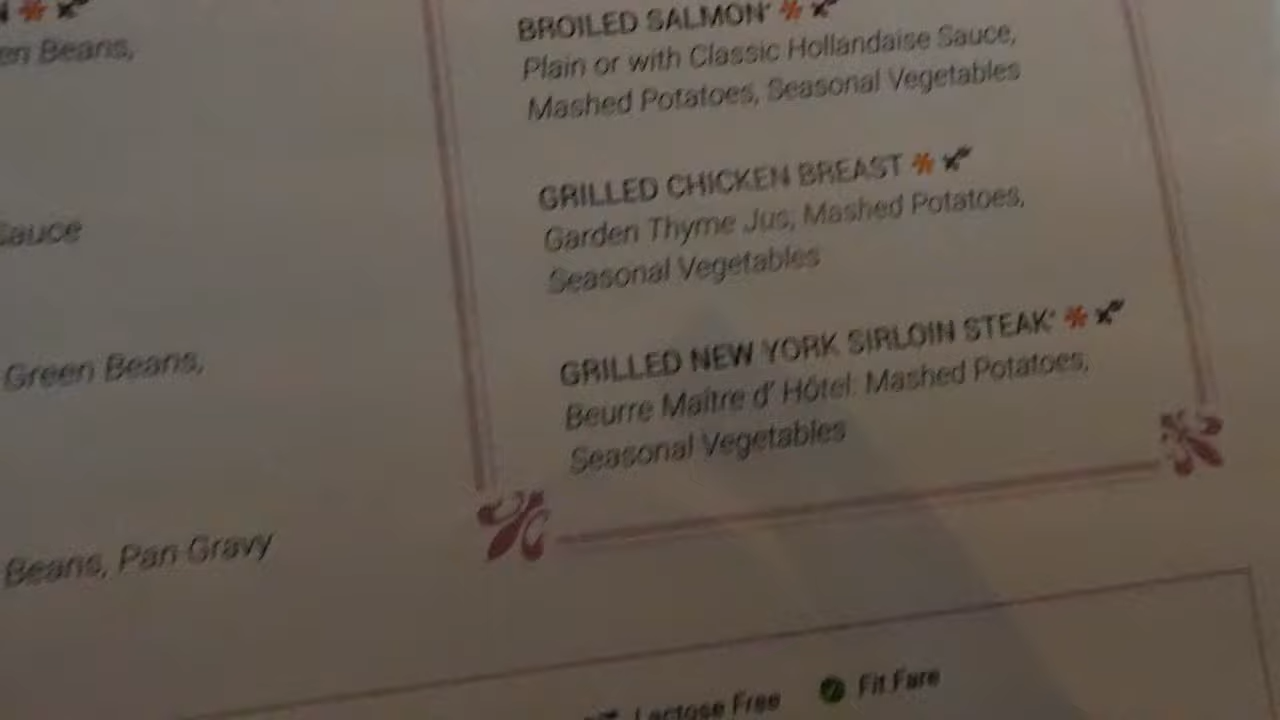 en Beans,
Sauce
Green Beans,
Beans, Pan Gravy
BROILED SALMON*
Plain or with Classic Hollandaise Sauce,
Mashed Potatoes, Seasonal Vegetables
GRILLED CHICKEN BREAST
Garden Thyme Jus, Mashed Potatoes,
Seasonal Vegetables
GRILLED NEW YORK SIRLOIN STEAK*
Beurre Maître d' Hôtel, Mashed Potatoes,
Seasonal Vegetables
Lactose Free Fit Fare